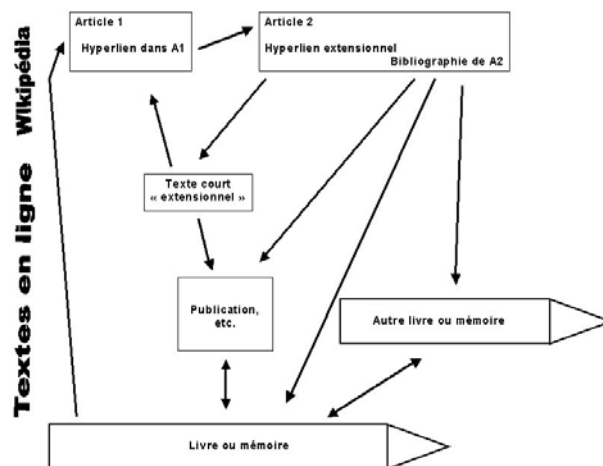 Article 1
Hyperlien dans A1
Article 2
Hyperlien extensionnel
Bibliographie de A2
Textes en ligne Wikipédia
Texte court
« extensionnel »
Publication,
etc.
Autre livre ou mémoire
Livre ou mémoire